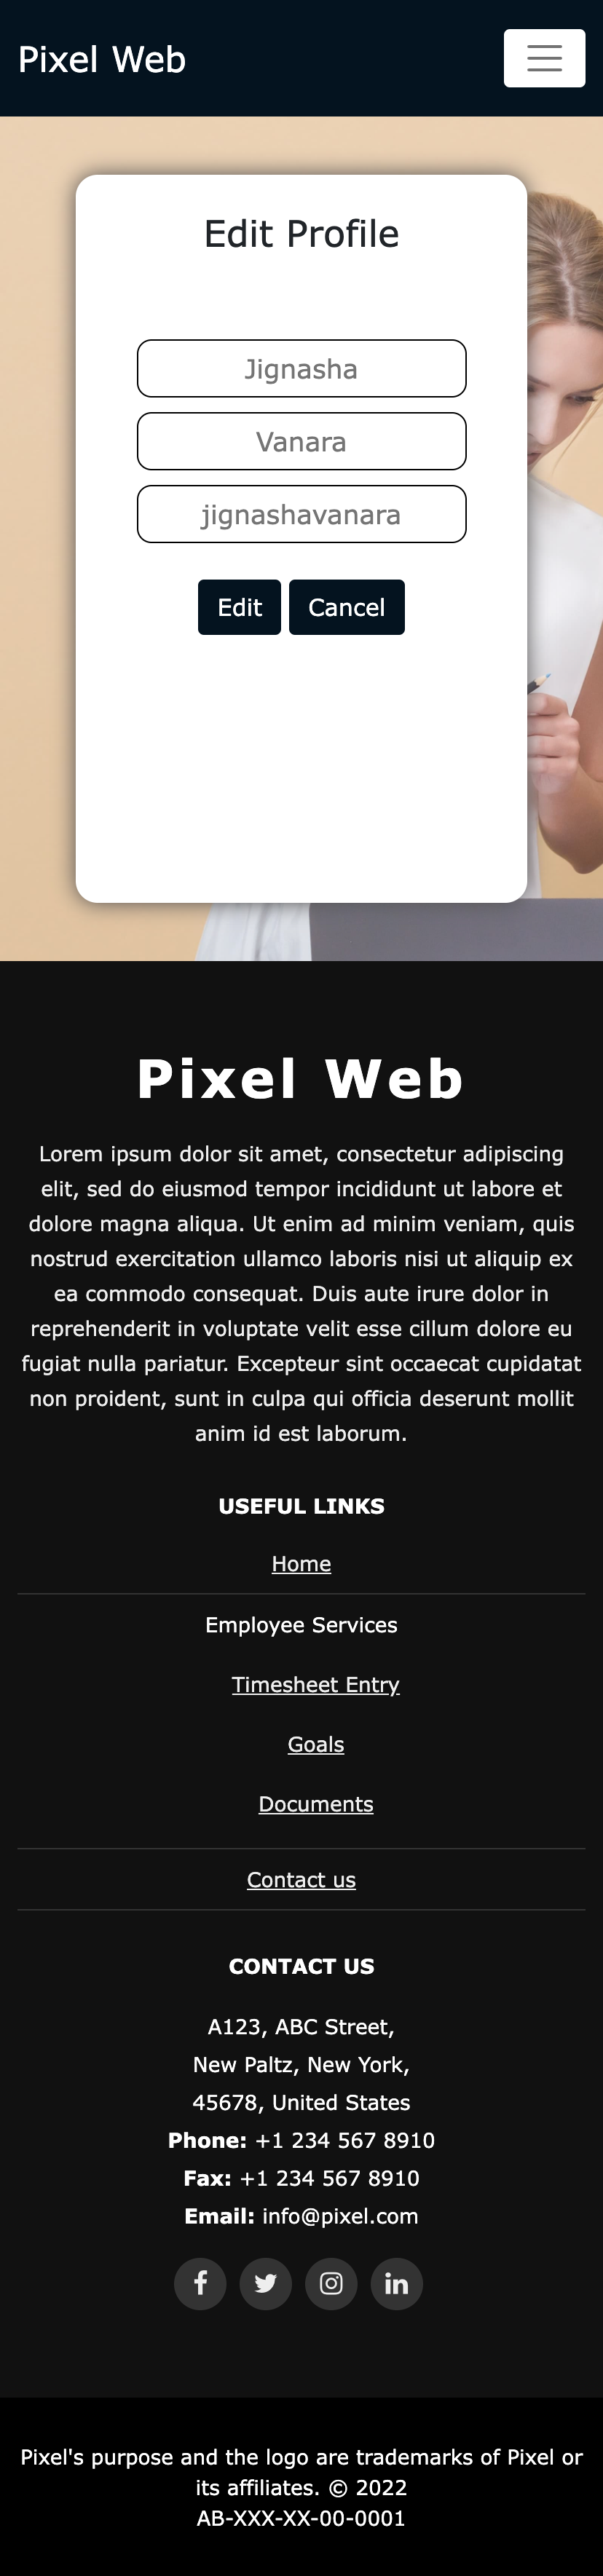 Pixel Web
Edit Profile
Jignasha
Vanara
jignashavanara
Edit Cancel
Pixel Web
Lorem ipsum dolor sit amet, consectetur adipiscing
elit, sed do eiusmod tempor incididunt ut labore et
dolore magna aliqua. Ut enim ad minim veniam, quis
nostrud exercitation ullamco laboris nisi ut aliquip ex
ea commodo consequat. Duis aute irure dolor in
reprehenderit in voluptate velit esse cillum dolore eu
fugiat nulla pariatur. Excepteur sint occaecat cupidatat
non proident, sunt in culpa qui officia deserunt mollit
anim id est laborum.
USEFUL LINKS
Home
Employee Services
Timesheet Entry
Goals
Documents
Contact us
CONTACT US
A123, ABC Street,
New Paltz, New York,
45678, United States
Phone: +1 234 567 8910
Fax: +1 234 567 8910
Email: info@pixel.com
Pixel's purpose and the logo are trademarks of Pixel or
its affiliates. © 2022
AB-XXX-XX-00-0001